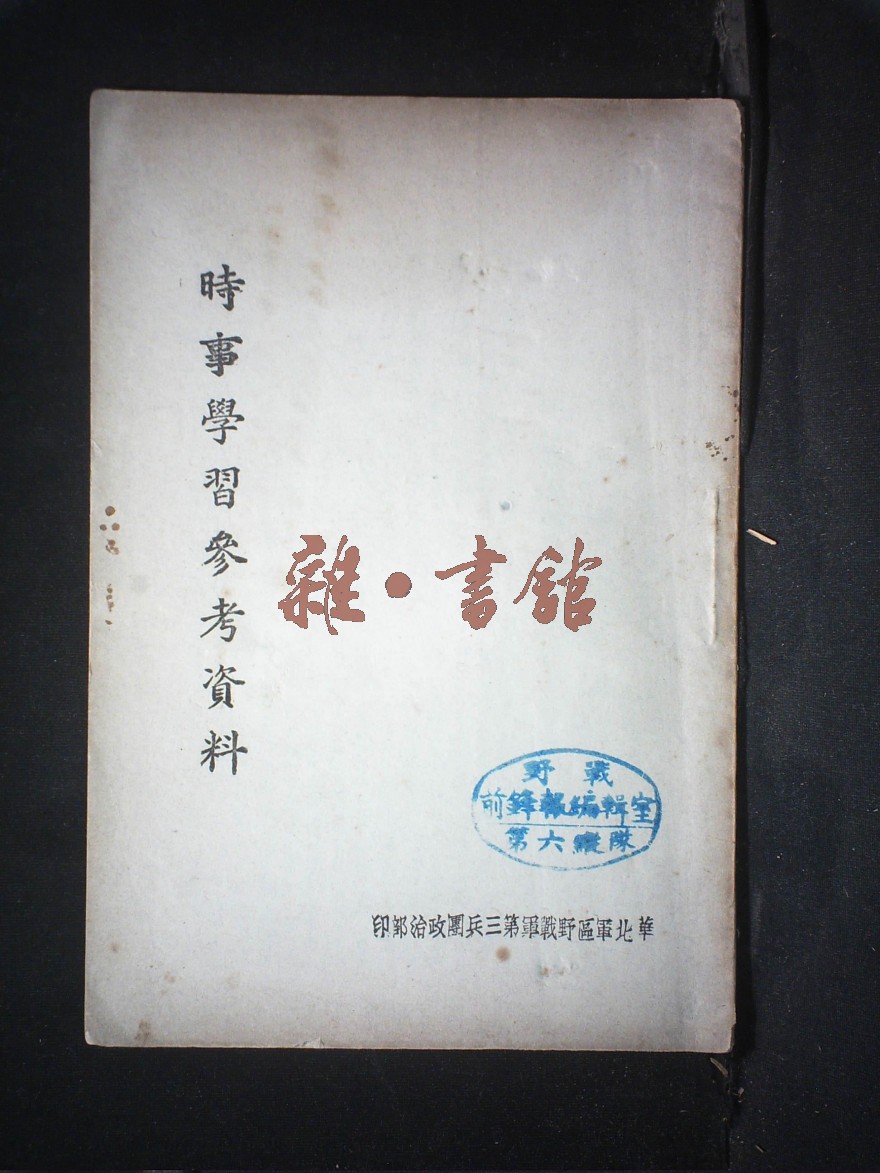 時事學習參考資料
雜·書館
野戰
前鋒報編輯室
第六縱隊
華北軍區野戰軍第三兵團政治部印